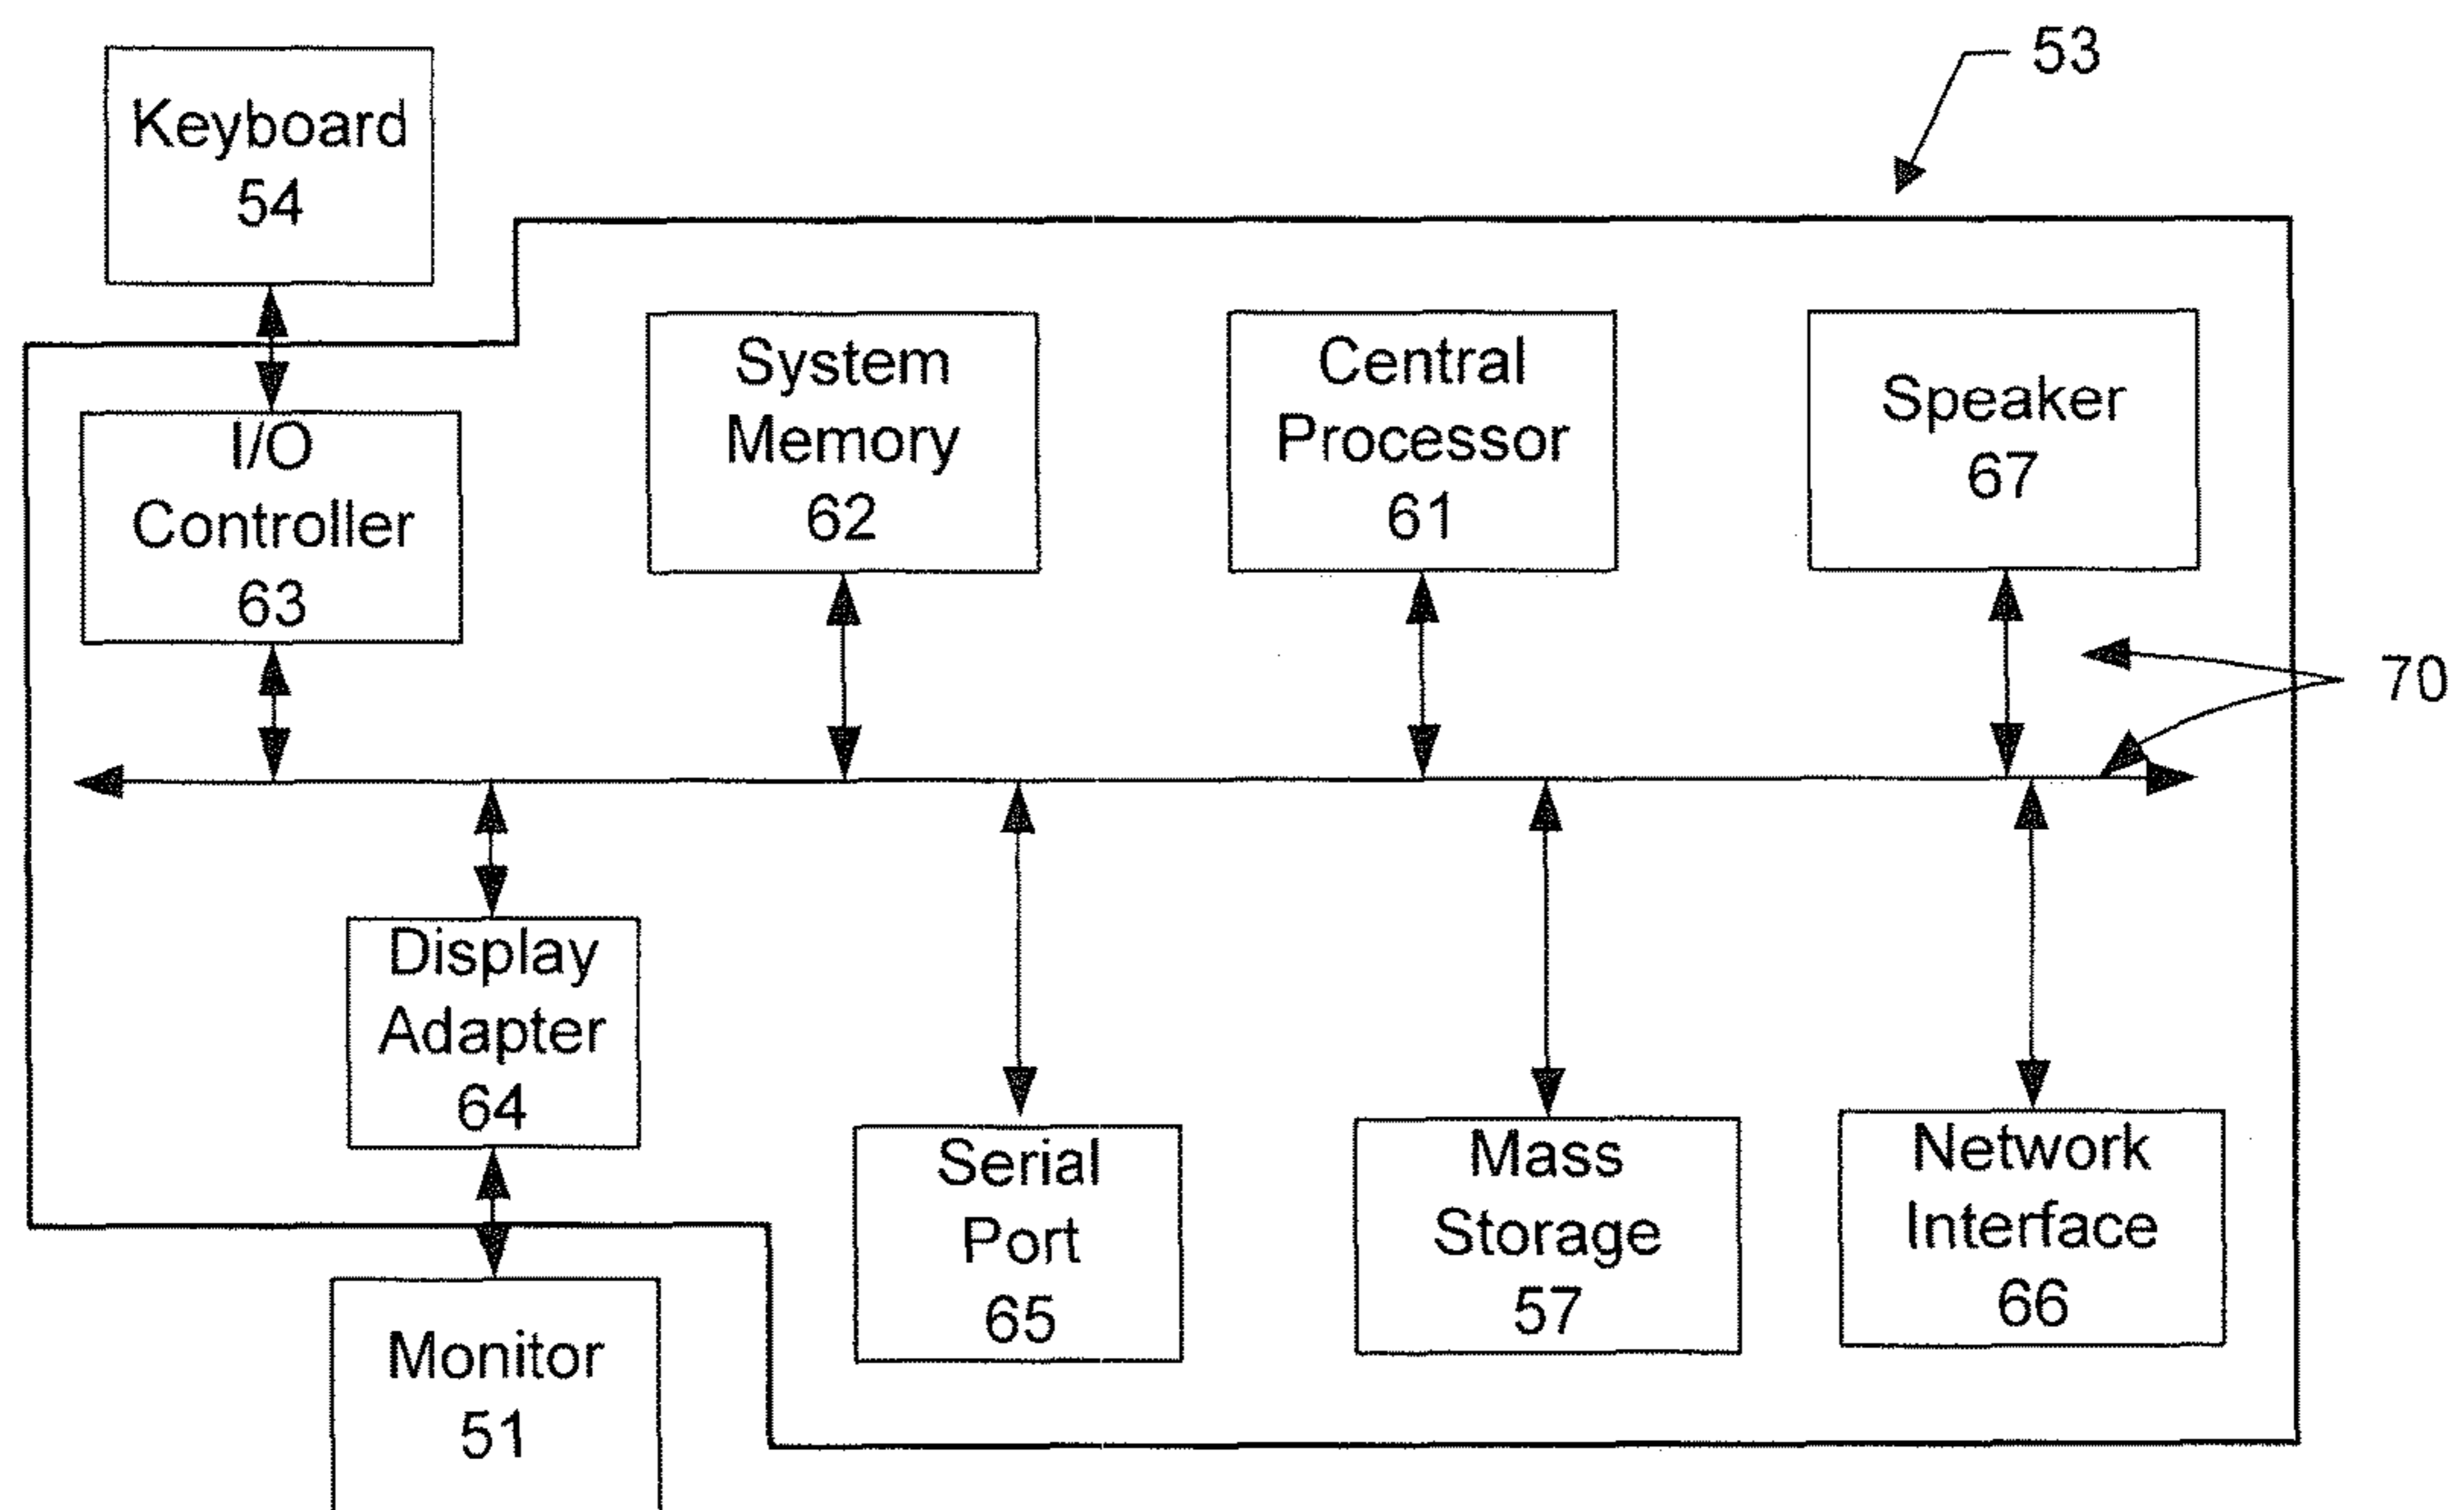 53
Keyboard
54
System
Memory
62
Central
Processor
61
Speaker
67
I/O
Controller
63
70
Display
Adapter
64
Serial
Port
65
Mass
Storage
57
Network
Interface
66
Monitor
51